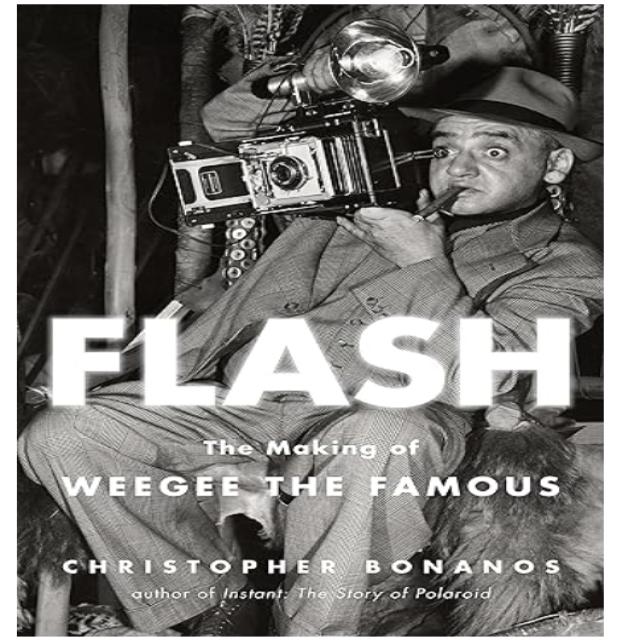 FLASH
The Making of
WEEGEE THE FAMOUS
CHRISTOPHER BONANOS
author of Instant: The Story of Polaroid